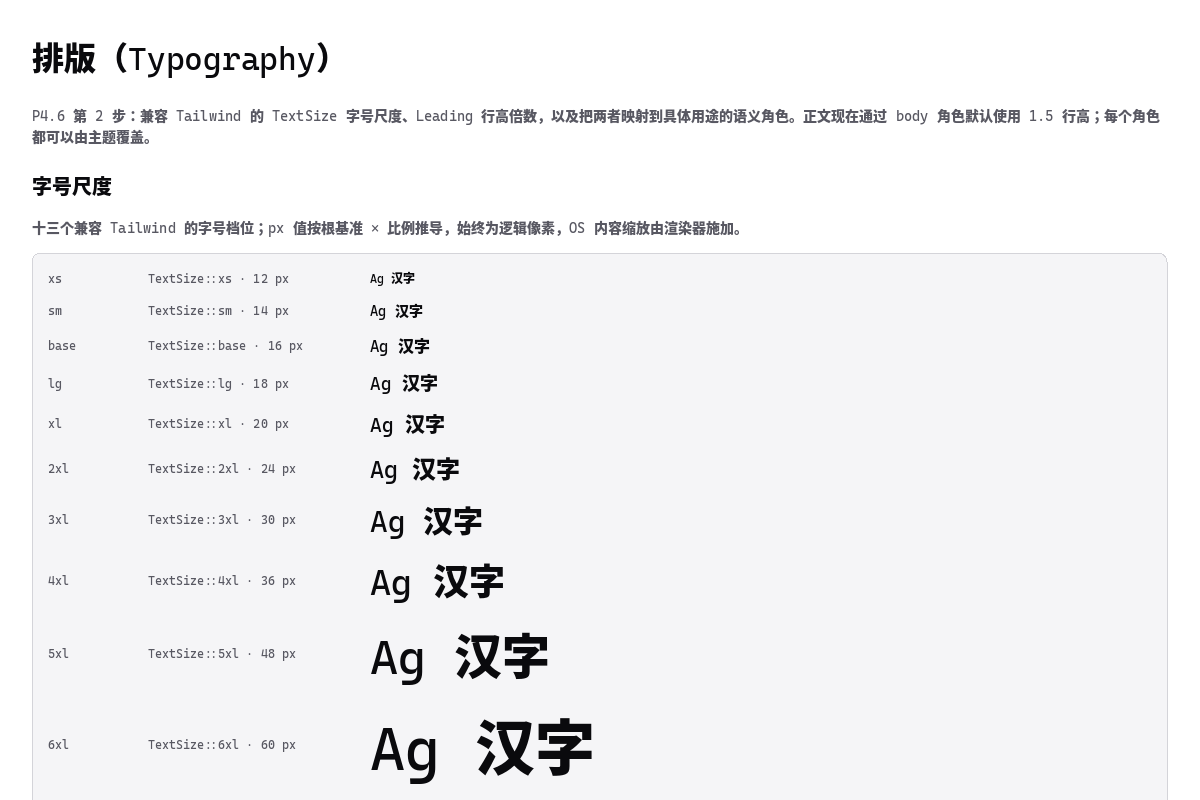 排版（Typography）
P4.6 第 2 步：兼容 Tailwind 的 TextSize 字号尺度、Leading 行高倍数，以及把两者映射到具体用途的语义角色。正文现在通过 body 角色默认使用 1.5 行高；每个角色
都可以由主题覆盖。
字号尺度
十三个兼容 Tailwind 的字号档位；px 值按根基准 × 比例推导，始终为逻辑像素，OS 内容缩放由渲染器施加。
xs TextSize::xs · 12 px Ag 汉字
sm TextSize::sm · 14 px Ag 汉字
base TextSize::base · 16 px Ag 汉字
lg TextSize::lg · 18 px Ag 汉字
xl TextSize::xl · 20 px Ag 汉字
2xl TextSize::2xl · 24 px Ag 汉字
3xl TextSize::3xl · 30 px Ag 汉字
4xl TextSize::4xl · 36 px Ag 汉字
5xl TextSize::5xl · 48 px Ag 汉字
6xl TextSize::6xl · 60 px Ag 汉字